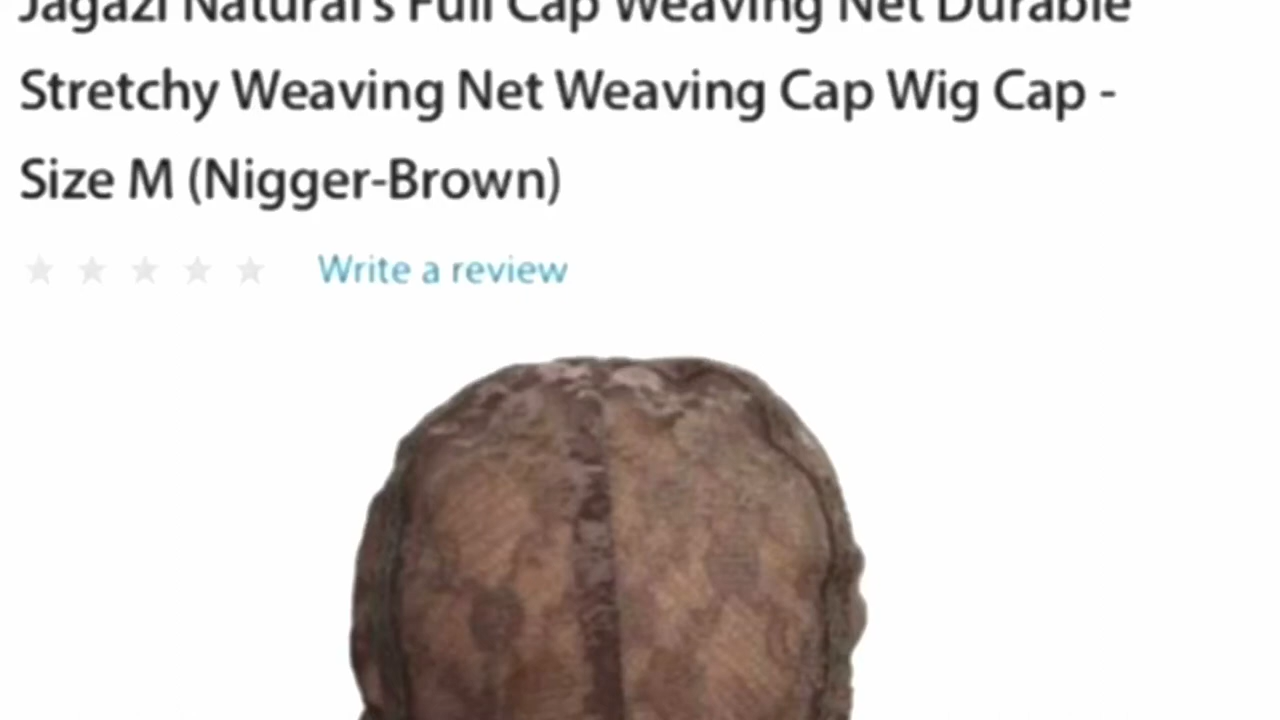 Jagazi Natural's Full Cap Weaving Net Durable
Stretchy Weaving Net Weaving Cap Wig Cap -
Size M (Nigger-Brown)
Write a review